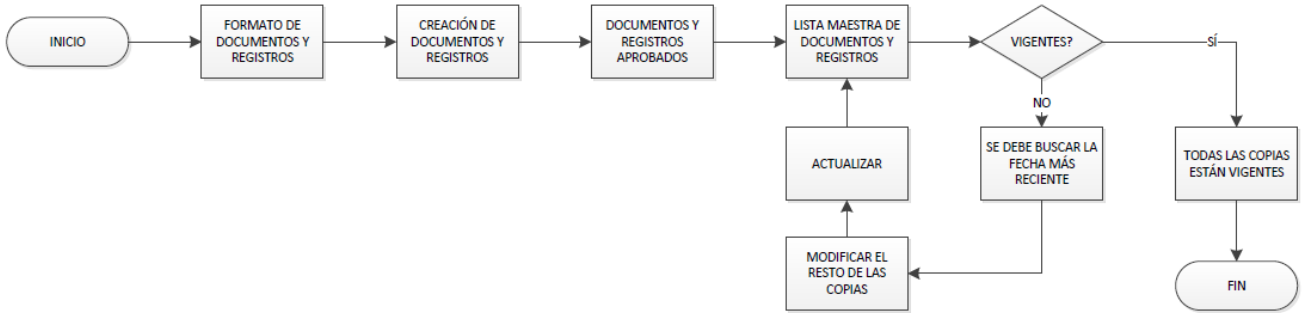 INICIO
FORMATO DE
DOCUMENTOS Y
REGISTROS
CREACIÓN DE
DOCUMENTOS Y
REGISTROS
DOCUMENTOS Y
REGISTROS
APROBADOS
LISTA MAESTRA DE
DOCUMENTOS Y
REGISTROS
VIGENTES?
SÍ
NO
ACTUALIZAR
SE DEBE BUSCAR LA
FECHA MÁS
RECIENTE
TODAS LAS COPIAS
ESTÁN VIGENTES
MODIFICAR EL
RESTO DE LAS
COPIAS
FIN